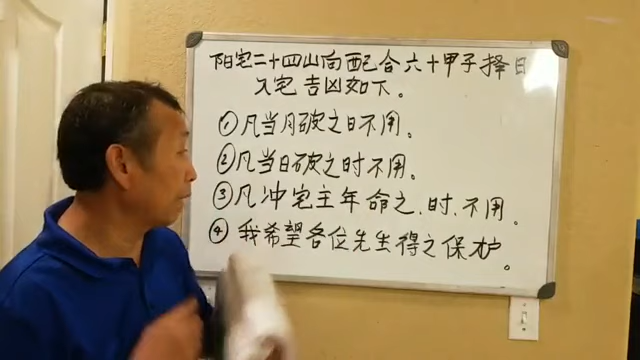 阳宅二十四山向配合六十甲子择日
入宅吉凶如下。
①凡当月破之日不用。
②凡当日破之时不用。
③凡冲宅主年命之.时.不用.
④我希望各位先生得之保护。